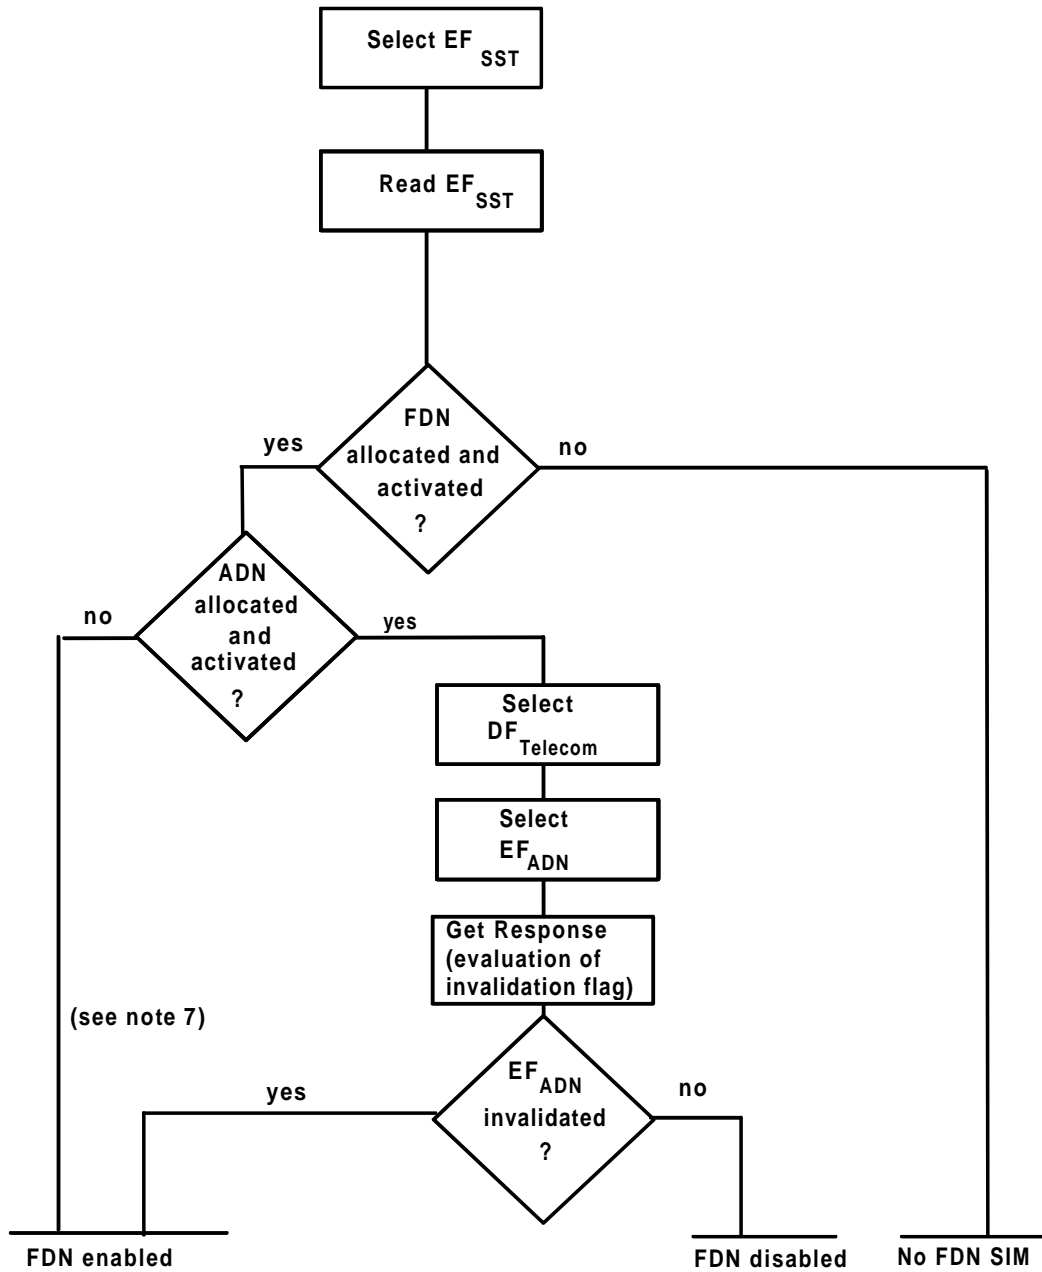 Select EF SST
Read EF SST
FDN
allocated and
activated
?
yes
no
ADN
allocated
and
activated
?
no
yes
Select
DF Telecom
Select
EF ADN
Get Response
(evaluation of
invalidation flag)
(see note 7)
EF ADN
invalidated
?
yes
no
FDN enabled
FDN disabled
No FDN SIM